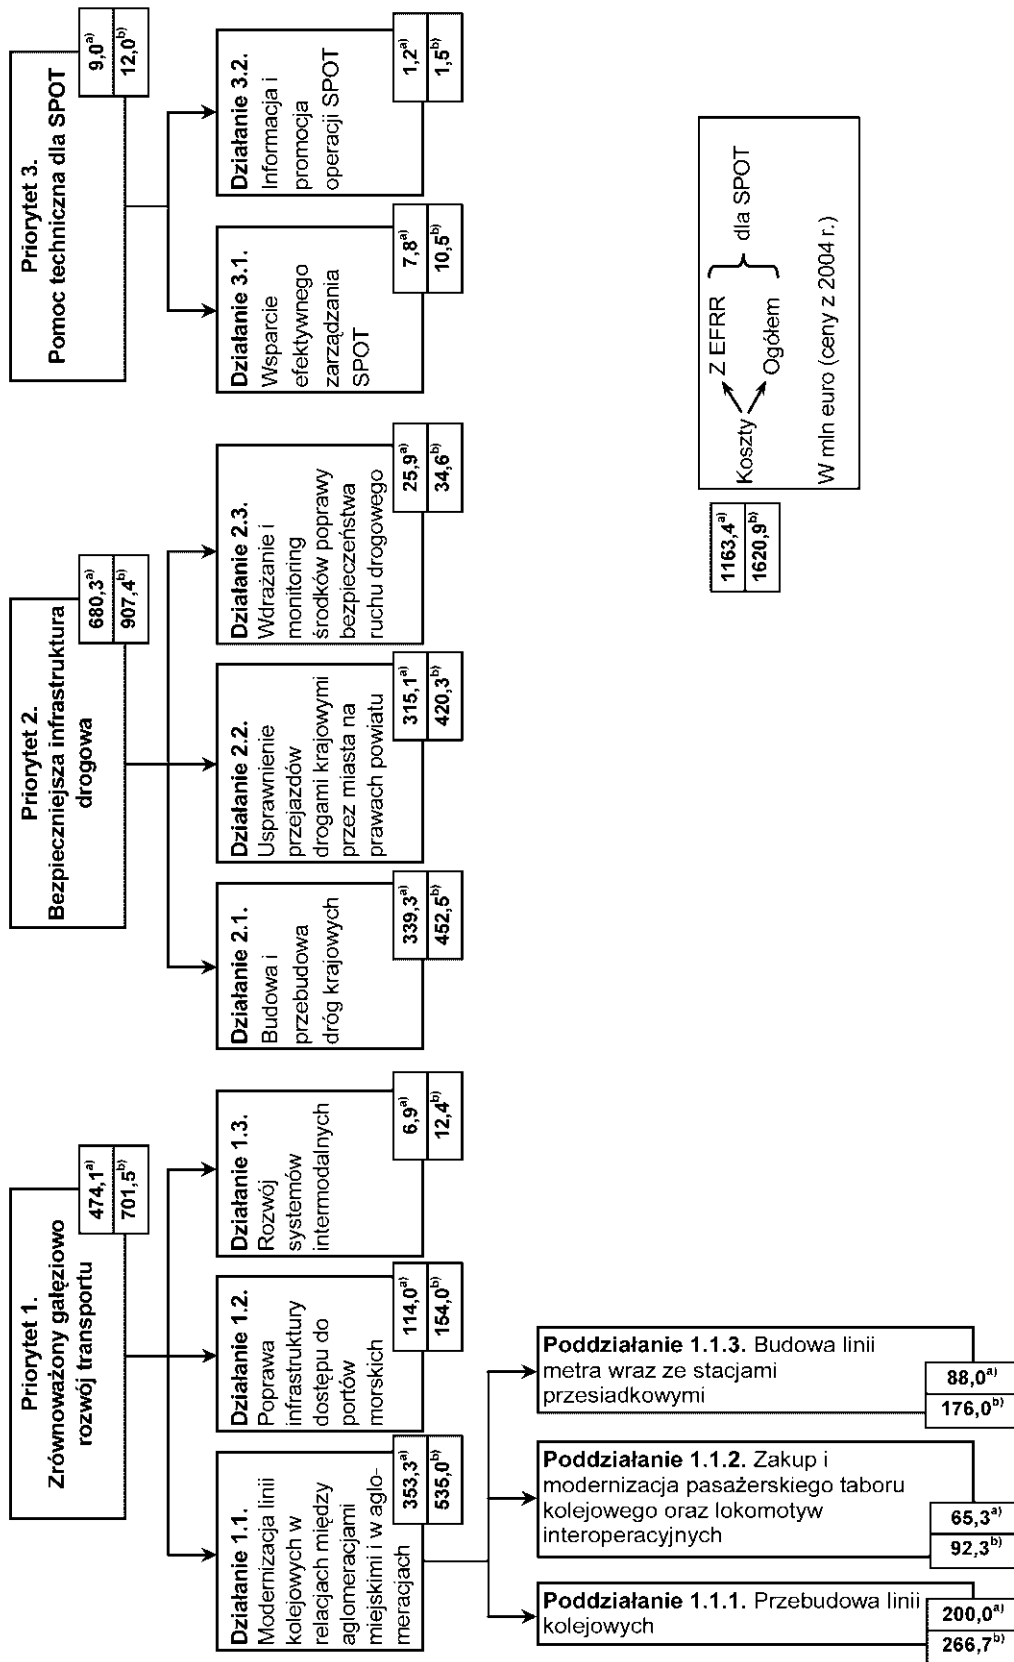 Priorytet 1.
Zrównoważony gałęziowo
rozwój transportu
474,1a)
701,5b)
Priorytet 2.
Bezpieczniejsza infrastruktura
drogowa
680,3a)
907,4b)
Priorytet 3.
Pomoc techniczna dla SPOT
9,0a)
12,0b)
Działanie 1.1.
Modernizacja linii
kolejowych w
relacjach między
aglomeracjami
miejskimi i w aglo-
meracjach
353,3a)
535,0b)
Działanie 1.2.
Poprawa
infrastruktury
dostępu do
portów
morskich
114,0a)
154,0b)
Działanie 1.3.
Rozwój
systemów
intermodalnych
6,9a)
12,4b)
Działanie 2.1.
Budowa i
przebudowa
dróg krajowych
339,3a)
452,5b)
Działanie 2.2.
Usprawnienie
przejazdów
drogami krajowymi
przez miasta na
prawach powiatu
315,1a)
420,3b)
Działanie 2.3.
Wdrażanie i
monitoring
środków poprawy
bezpieczeństwa
ruchu drogowego
25,9a)
34,6b)
Działanie 3.1.
Wsparcie
efektywnego
zarządzania
SPOT
7,8a)
10,5b)
Działanie 3.2.
Informacja i
promocja
operacji SPOT
1,2a)
1,5b)
Poddziałanie 1.1.1. Przebudowa linii
kolejowych
200,0a)
266,7b)
Poddziałanie 1.1.2. Zakup i
modernizacja pasażerskiego taboru
kolejowego oraz lokomotyw
interoperacyjnych
65,3a)
92,3b)
Poddziałanie 1.1.3. Budowa linii
metra wraz ze stacjami
przesiadkowymi
88,0a)
176,0b)
1163,4a)
1620,9b)
Koszty
Z EFRR
Ogółem
dla SPOT
W mln euro (ceny z 2004 r.)